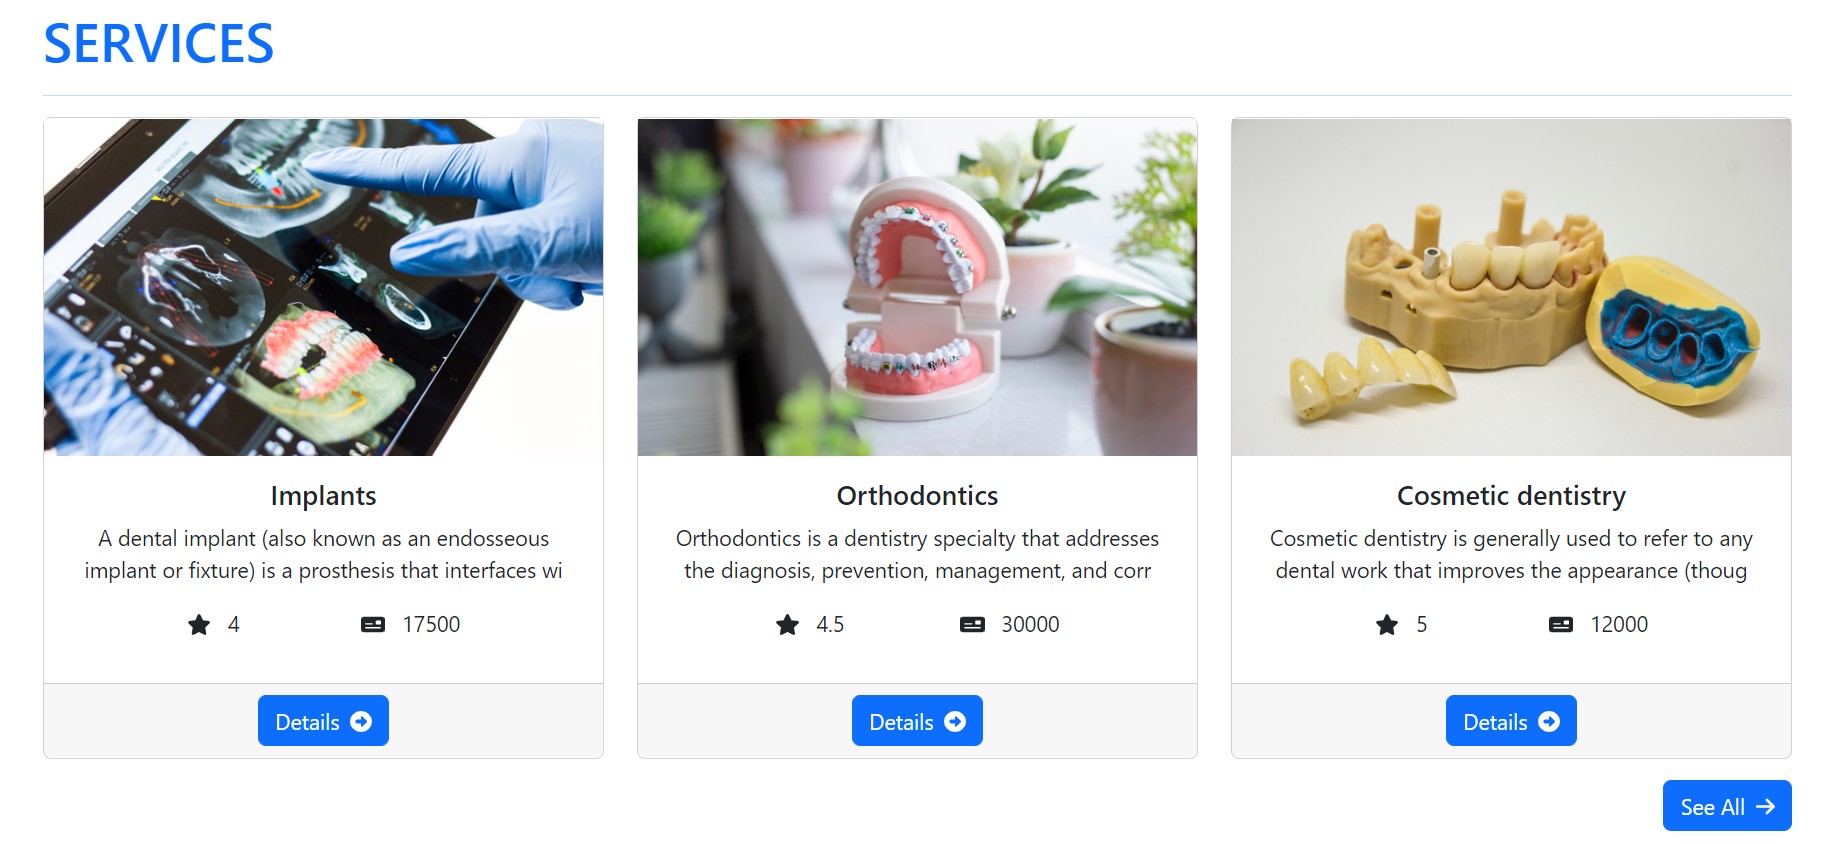 SERVICES
Implants
A dental implant (also known as an endosseous
implant or fixture) is a prosthesis that interfaces wi
4
17500
Details
Orthodontics
Orthodontics is a dentistry specialty that addresses
the diagnosis, prevention, management, and corr
4.5
30000
Details
Cosmetic dentistry
Cosmetic dentistry is generally used to refer to any
dental work that improves the appearance (thoug
5
12000
Details
See All